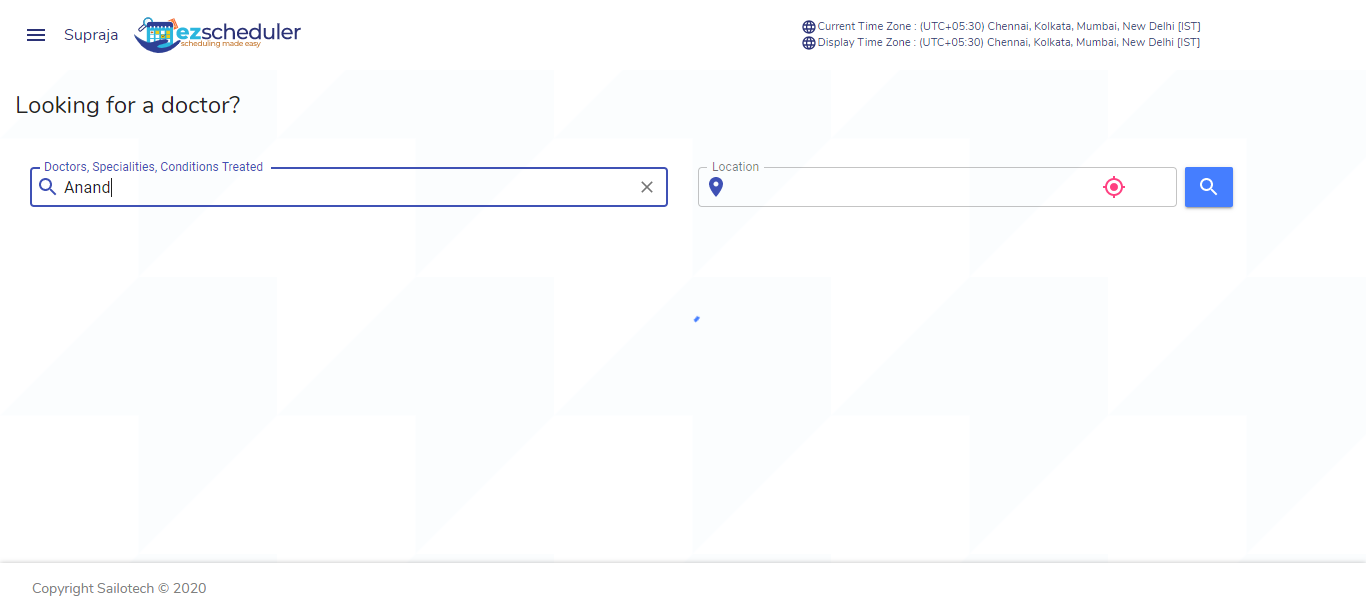 Supraja
ezscheduler
scheduling made easy
Current Time Zone : (UTC+05:30) Chennai, Kolkata, Mumbai, New Delhi [IST]
Display Time Zone : (UTC+05:30) Chennai, Kolkata, Mumbai, New Delhi [IST]
Looking for a doctor?
Doctors, Specialities, Conditions Treated
Anand
Location
Copyright Sailotech © 2020